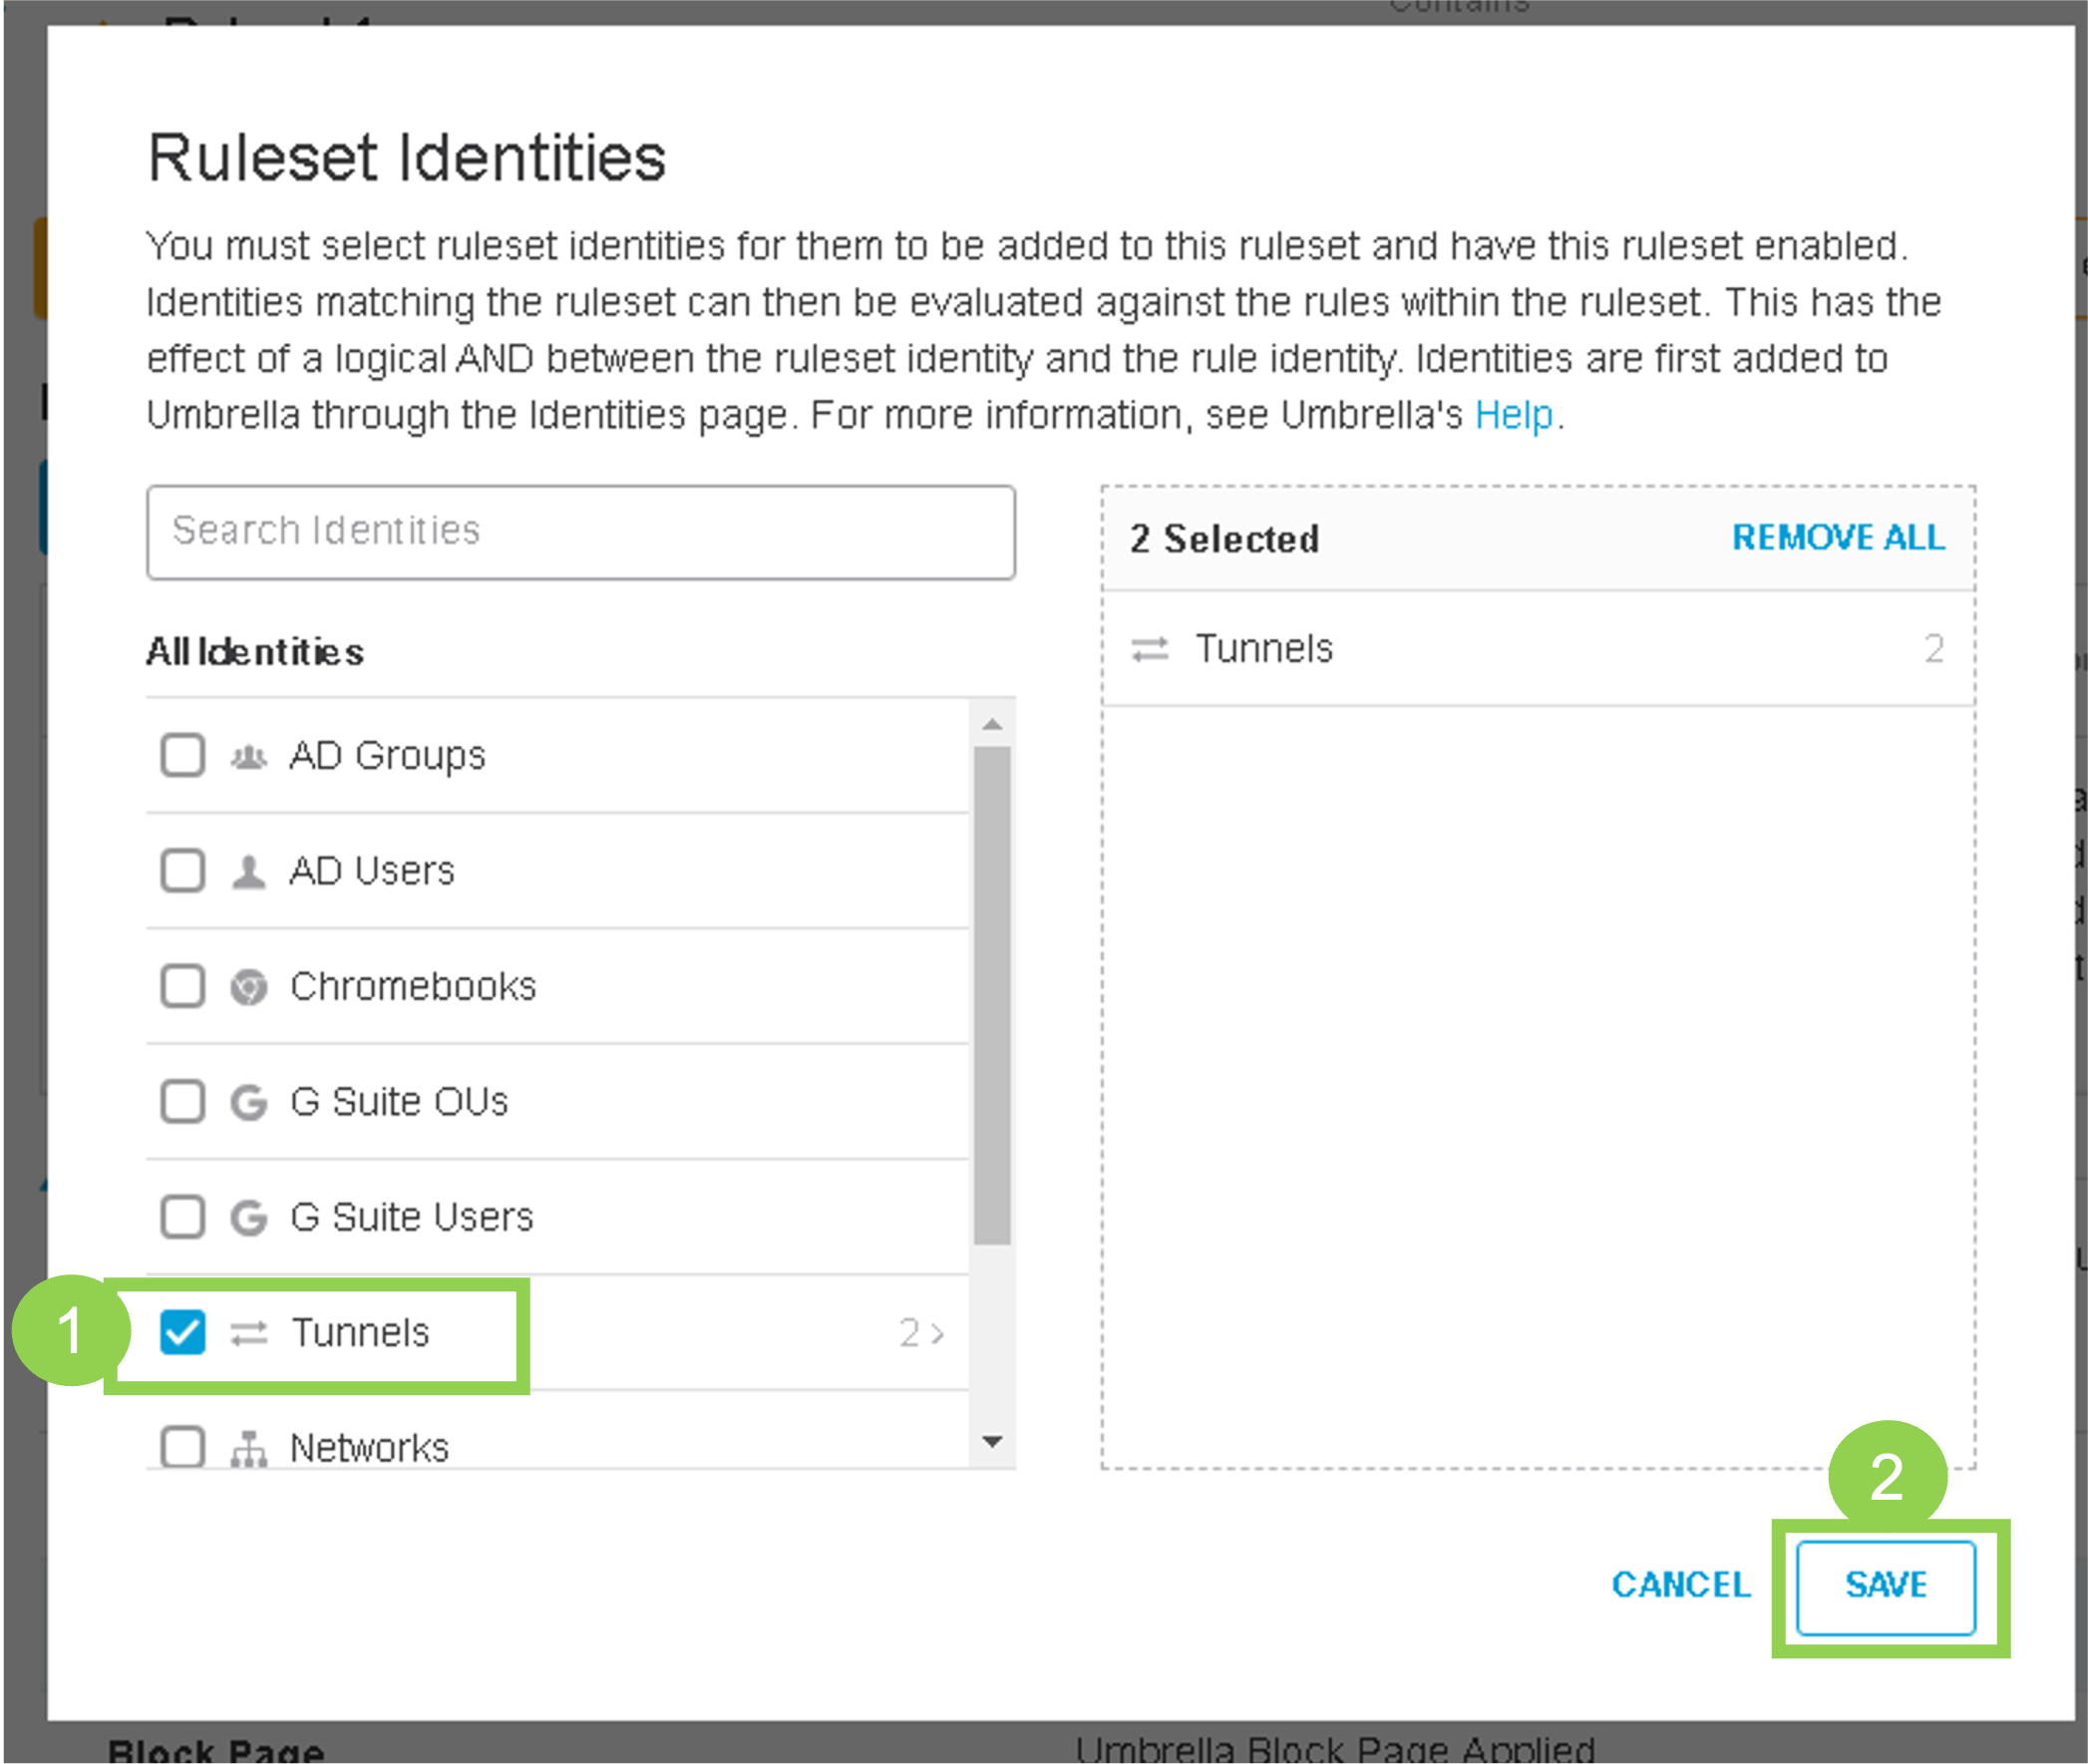 Contains
Ruleset Identities
You must select ruleset identities for them to be added to this ruleset and have this ruleset enabled.
Identities matching the ruleset can then be evaluated against the rules within the ruleset. This has the
effect of a logical AND between the ruleset identity and the rule identity. Identities are first added to
Umbrella through the Identities page. For more information, see Umbrella's Help.
Search Identities
2 Selected
REMOVE ALL
Tunnels
2
All Identities
AD Groups
AD Users
Chromebooks
G Suite OUs
G Suite Users
1
Tunnels
2 >
Networks
2
CANCEL
SAVE
Block Page
Umbrella Block Page Applied